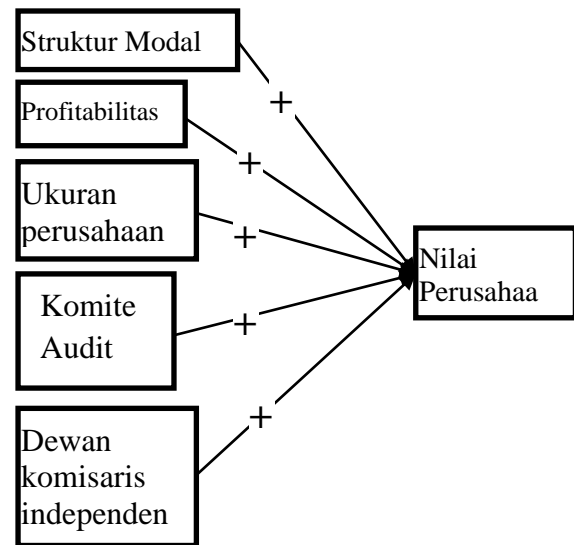 Struktur Modal
+
Profitabilitas
+
Ukuran
perusahaan
+
Nilai
Perusahaa
Komite
Audit
+
Dewan
komisaris
independen
+